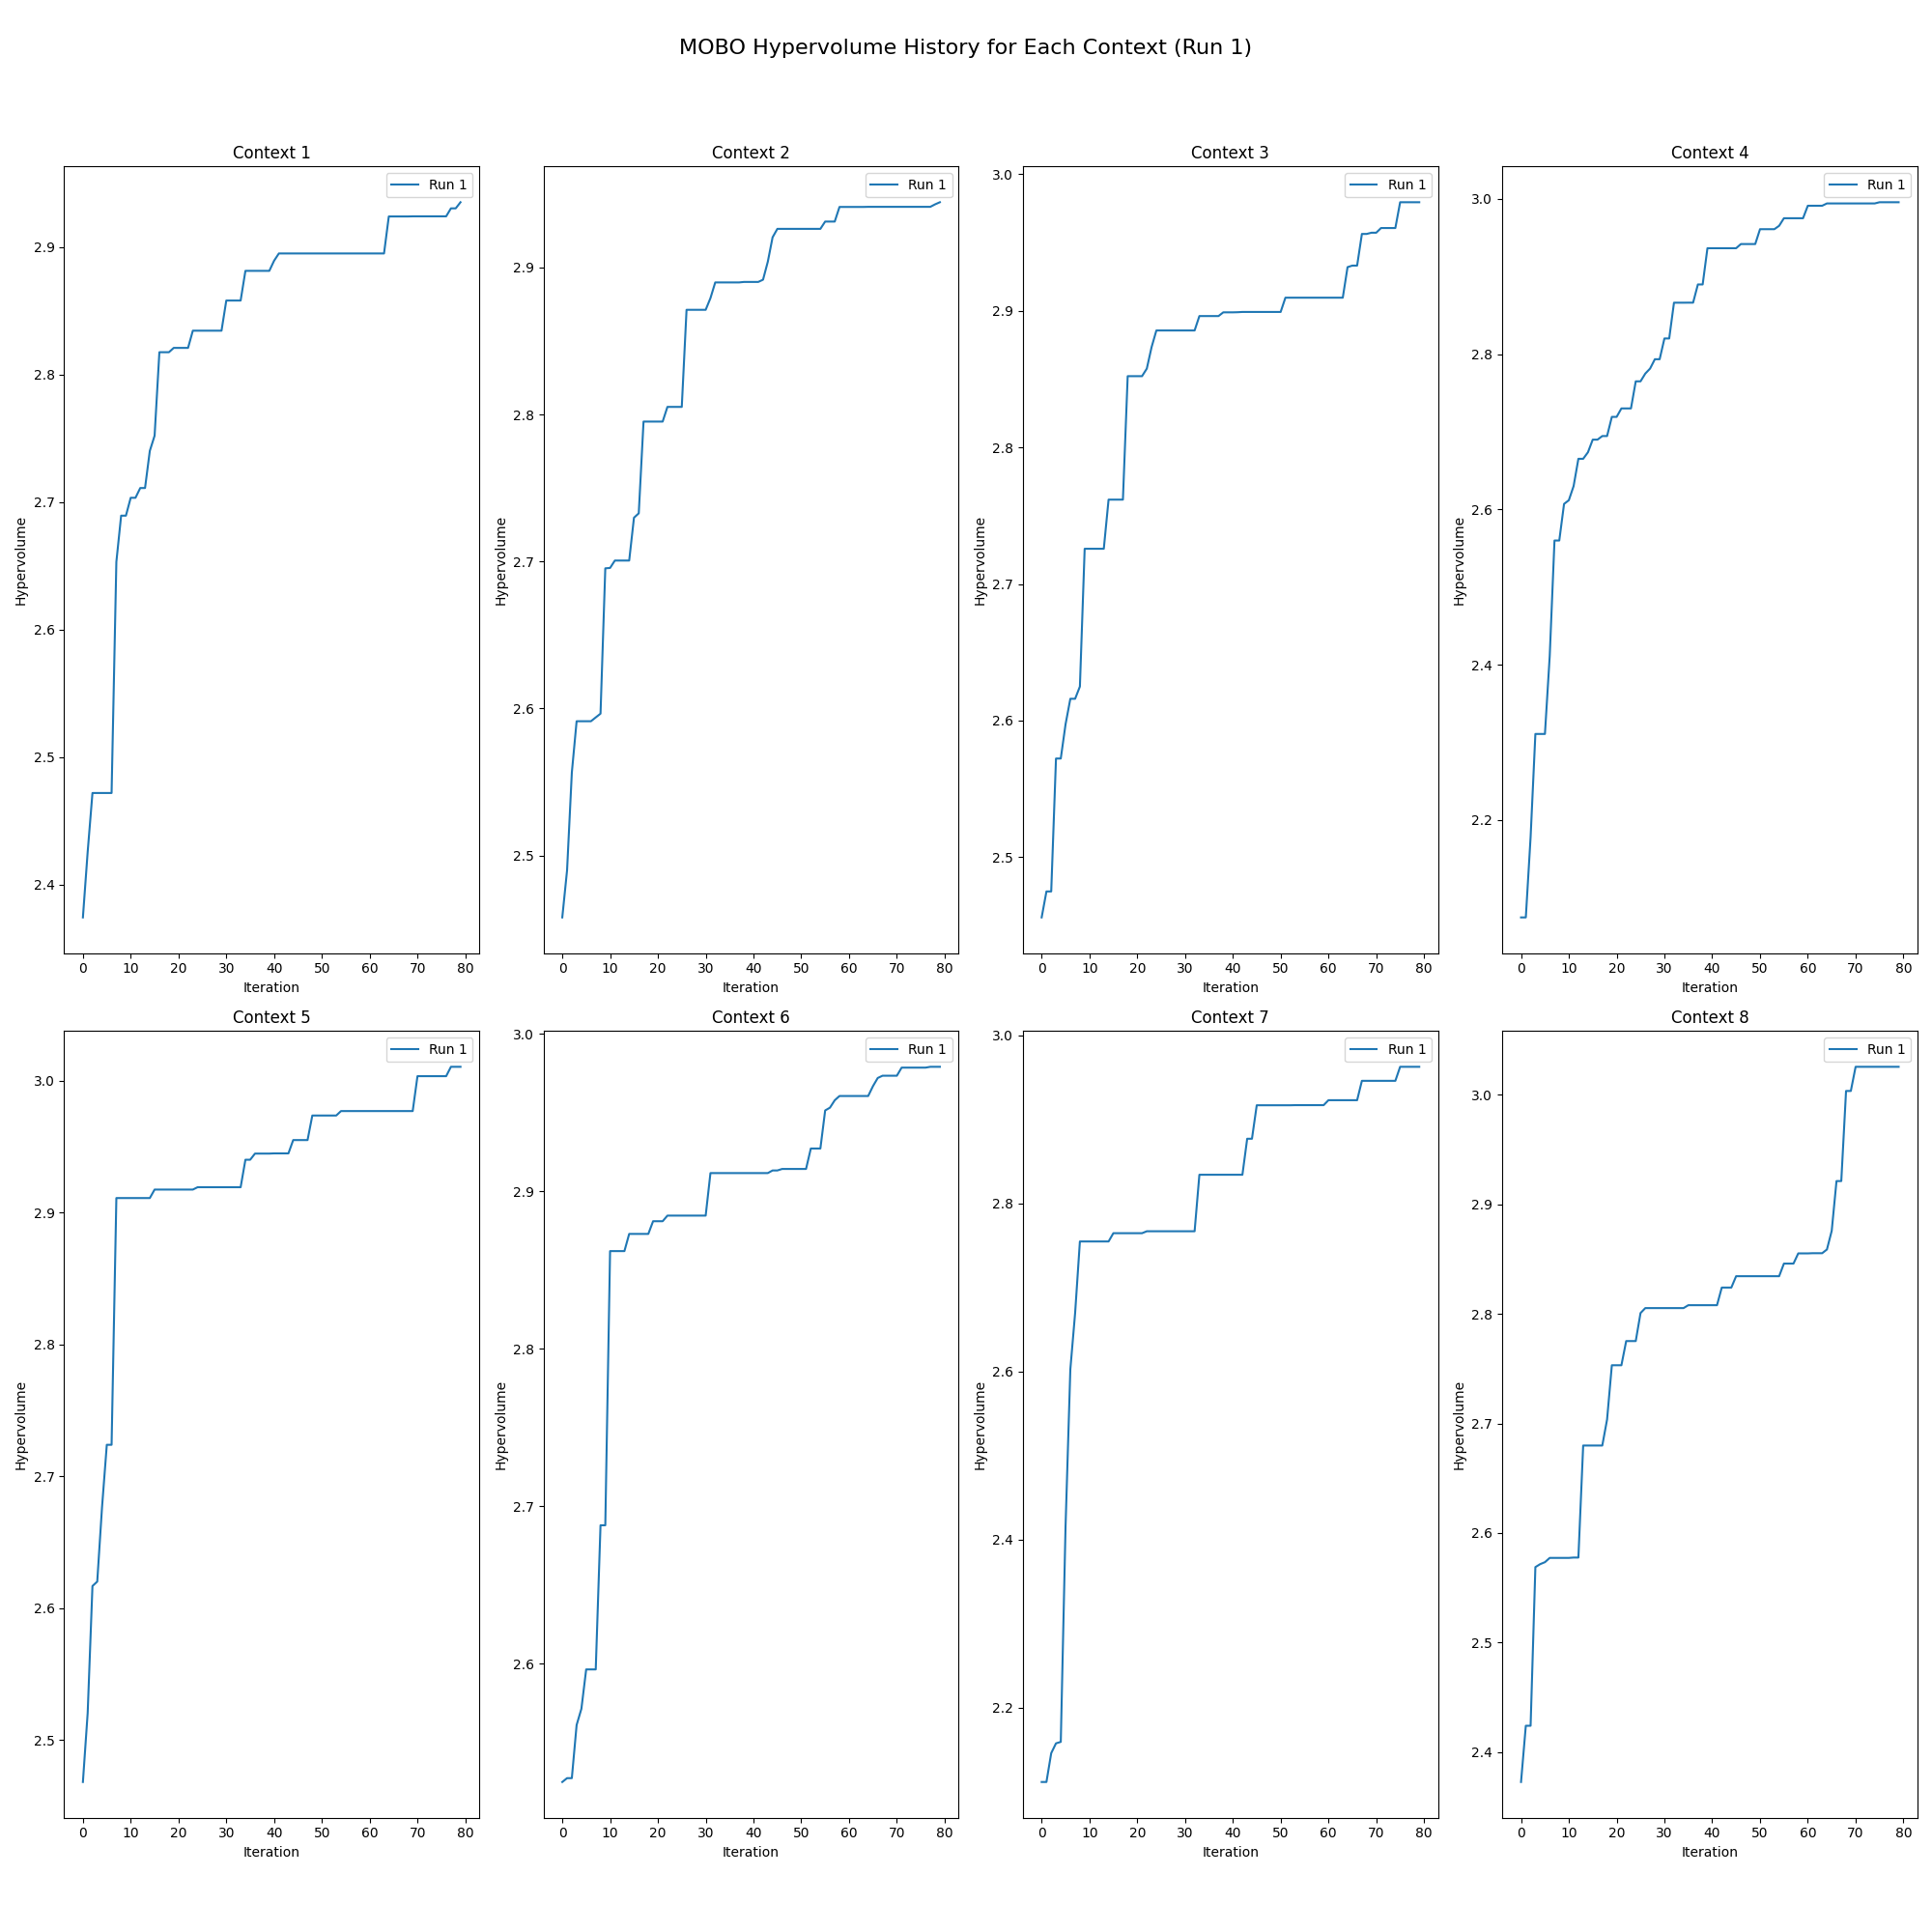 MOBO Hypervolume History for Each Context (Run 1)
Context 1
Run 1
2.9
2.8
2.7
2.6
2.5
2.4
Hypervolume
0 10 20 30 40 50 60 70 80
Iteration
Context 2
Run 1
2.9
2.8
2.7
2.6
2.5
Hypervolume
0 10 20 30 40 50 60 70 80
Iteration
Context 3
Run 1
3.0
2.9
2.8
2.7
2.6
2.5
Hypervolume
0 10 20 30 40 50 60 70 80
Iteration
Context 4
Run 1
3.0
2.8
2.6
2.4
2.2
Hypervolume
0 10 20 30 40 50 60 70 80
Iteration
Context 5
Run 1
3.0
2.9
2.8
2.7
2.6
2.5
Hypervolume
0 10 20 30 40 50 60 70 80
Iteration
Context 6
Run 1
3.0
2.9
2.8
2.7
2.6
Hypervolume
0 10 20 30 40 50 60 70 80
Iteration
Context 7
Run 1
3.0
2.8
2.6
2.4
2.2
Hypervolume
0 10 20 30 40 50 60 70 80
Iteration
Context 8
Run 1
3.0
2.9
2.8
2.7
2.6
2.5
2.4
Hypervolume
0 10 20 30 40 50 60 70 80
Iteration